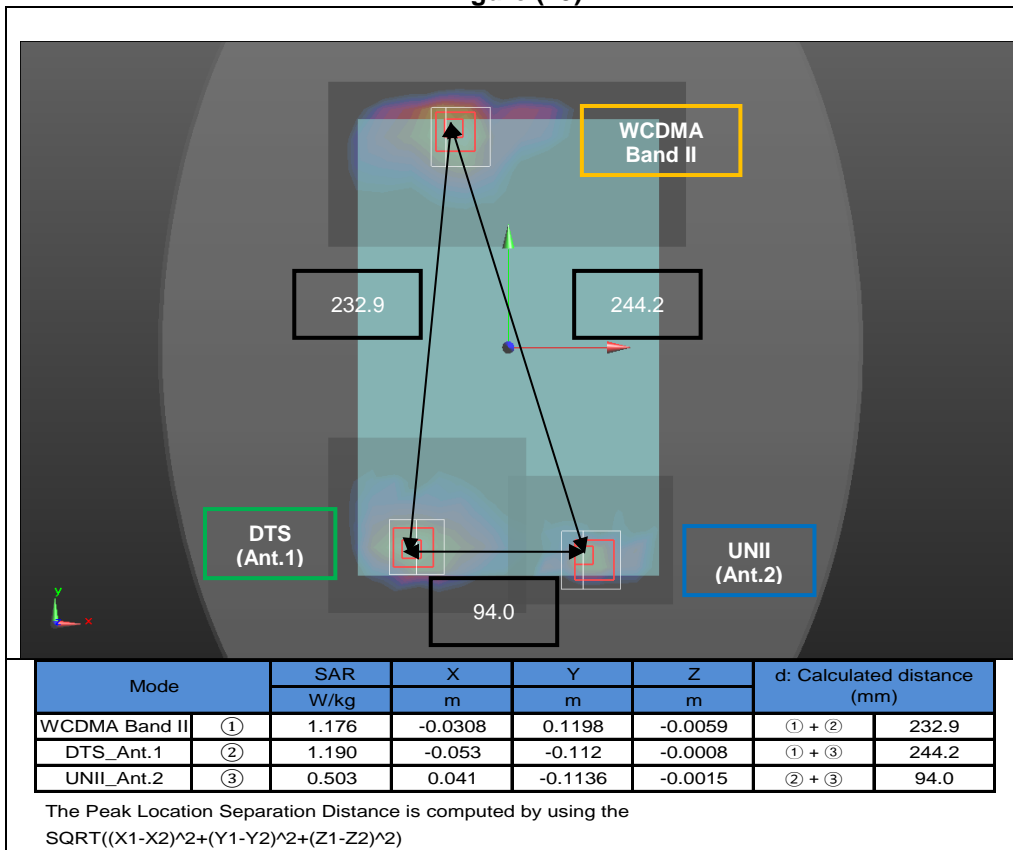 WCDMA
Band II
232.9
244.2
DTS
(Ant.1)
UNII
(Ant.2)
94.0
y
x
Mode SAR X Y Z d: Calculated distance
W/kg m m m (mm)
WCDMA Band II ① 1.176 -0.0308 0.1198 -0.0059 ① + ② 232.9
DTS_Ant.1 ② 1.190 -0.053 -0.112 -0.0008 ① + ③ 244.2
UNII_Ant.2 ③ 0.503 0.041 -0.1136 -0.0015 ② + ③ 94.0
The Peak Location Separation Distance is computed by using the
SQRT((X1-X2)^2+(Y1-Y2)^2+(Z1-Z2)^2)